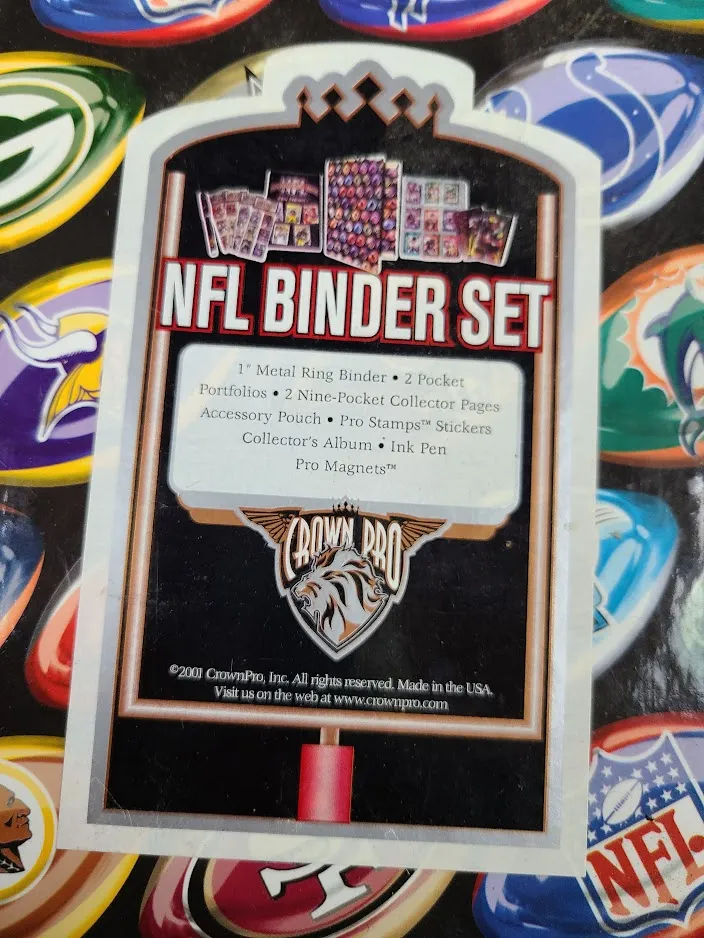 NFL BINDER SET
1" Metal Ring Binder • 2 Pocket
Portfolios • 2 Nine-Pocket Collector Pages
Accessory Pouch • Pro Stamps™ Stickers
Collector's Album • Ink Pen
Pro Magnets™
CROWN PRO
©2001 CrownPro, Inc. All rights reserved. Made in the USA.
Visit us on the web at www.crownpro.com
G
SF
NFL